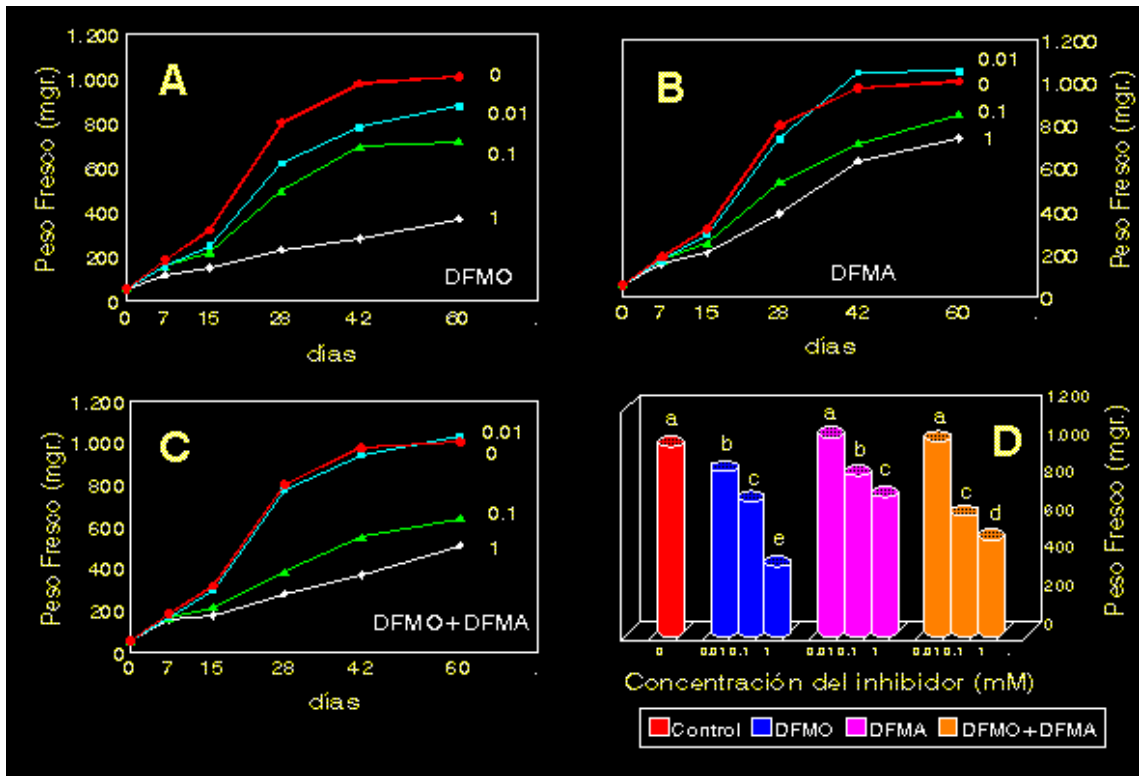 A
Peso Fresco (mgr.)
1.200
1.000
800
600
400
200
0
0 7 15 28 42 60 .
días
0
0.01
0.1
1
DFMO
B
Peso Fresco (mgr.)
1.200
1.000
800
600
400
200
0
0 7 15 28 42 60 .
días
0.01
0
0.1
1
DFMA
C
Peso Fresco (mgr.)
1.200
1.000
800
600
400
200
0
0 7 15 28 42 60 .
días
0.01
0
0.1
1
DFMO+DFMA
D
Peso Fresco (mgr.)
1.200
1.000
800
600
400
200
0
a b c e a b c a c d
0 0.01 0.1 1 0.01 0.1 1 0.01 0.1 1 .
Concentración del inhibidor (mM)
Control DFMO DFMA DFMO+DFMA